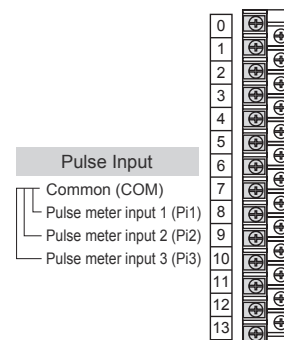 0
1
2
3
4
5
Pulse Input
6
Common (COM)
7
Pulse meter input 1 (Pi1)
8
Pulse meter input 2 (Pi2)
9
Pulse meter input 3 (Pi3)
10
11
12
13